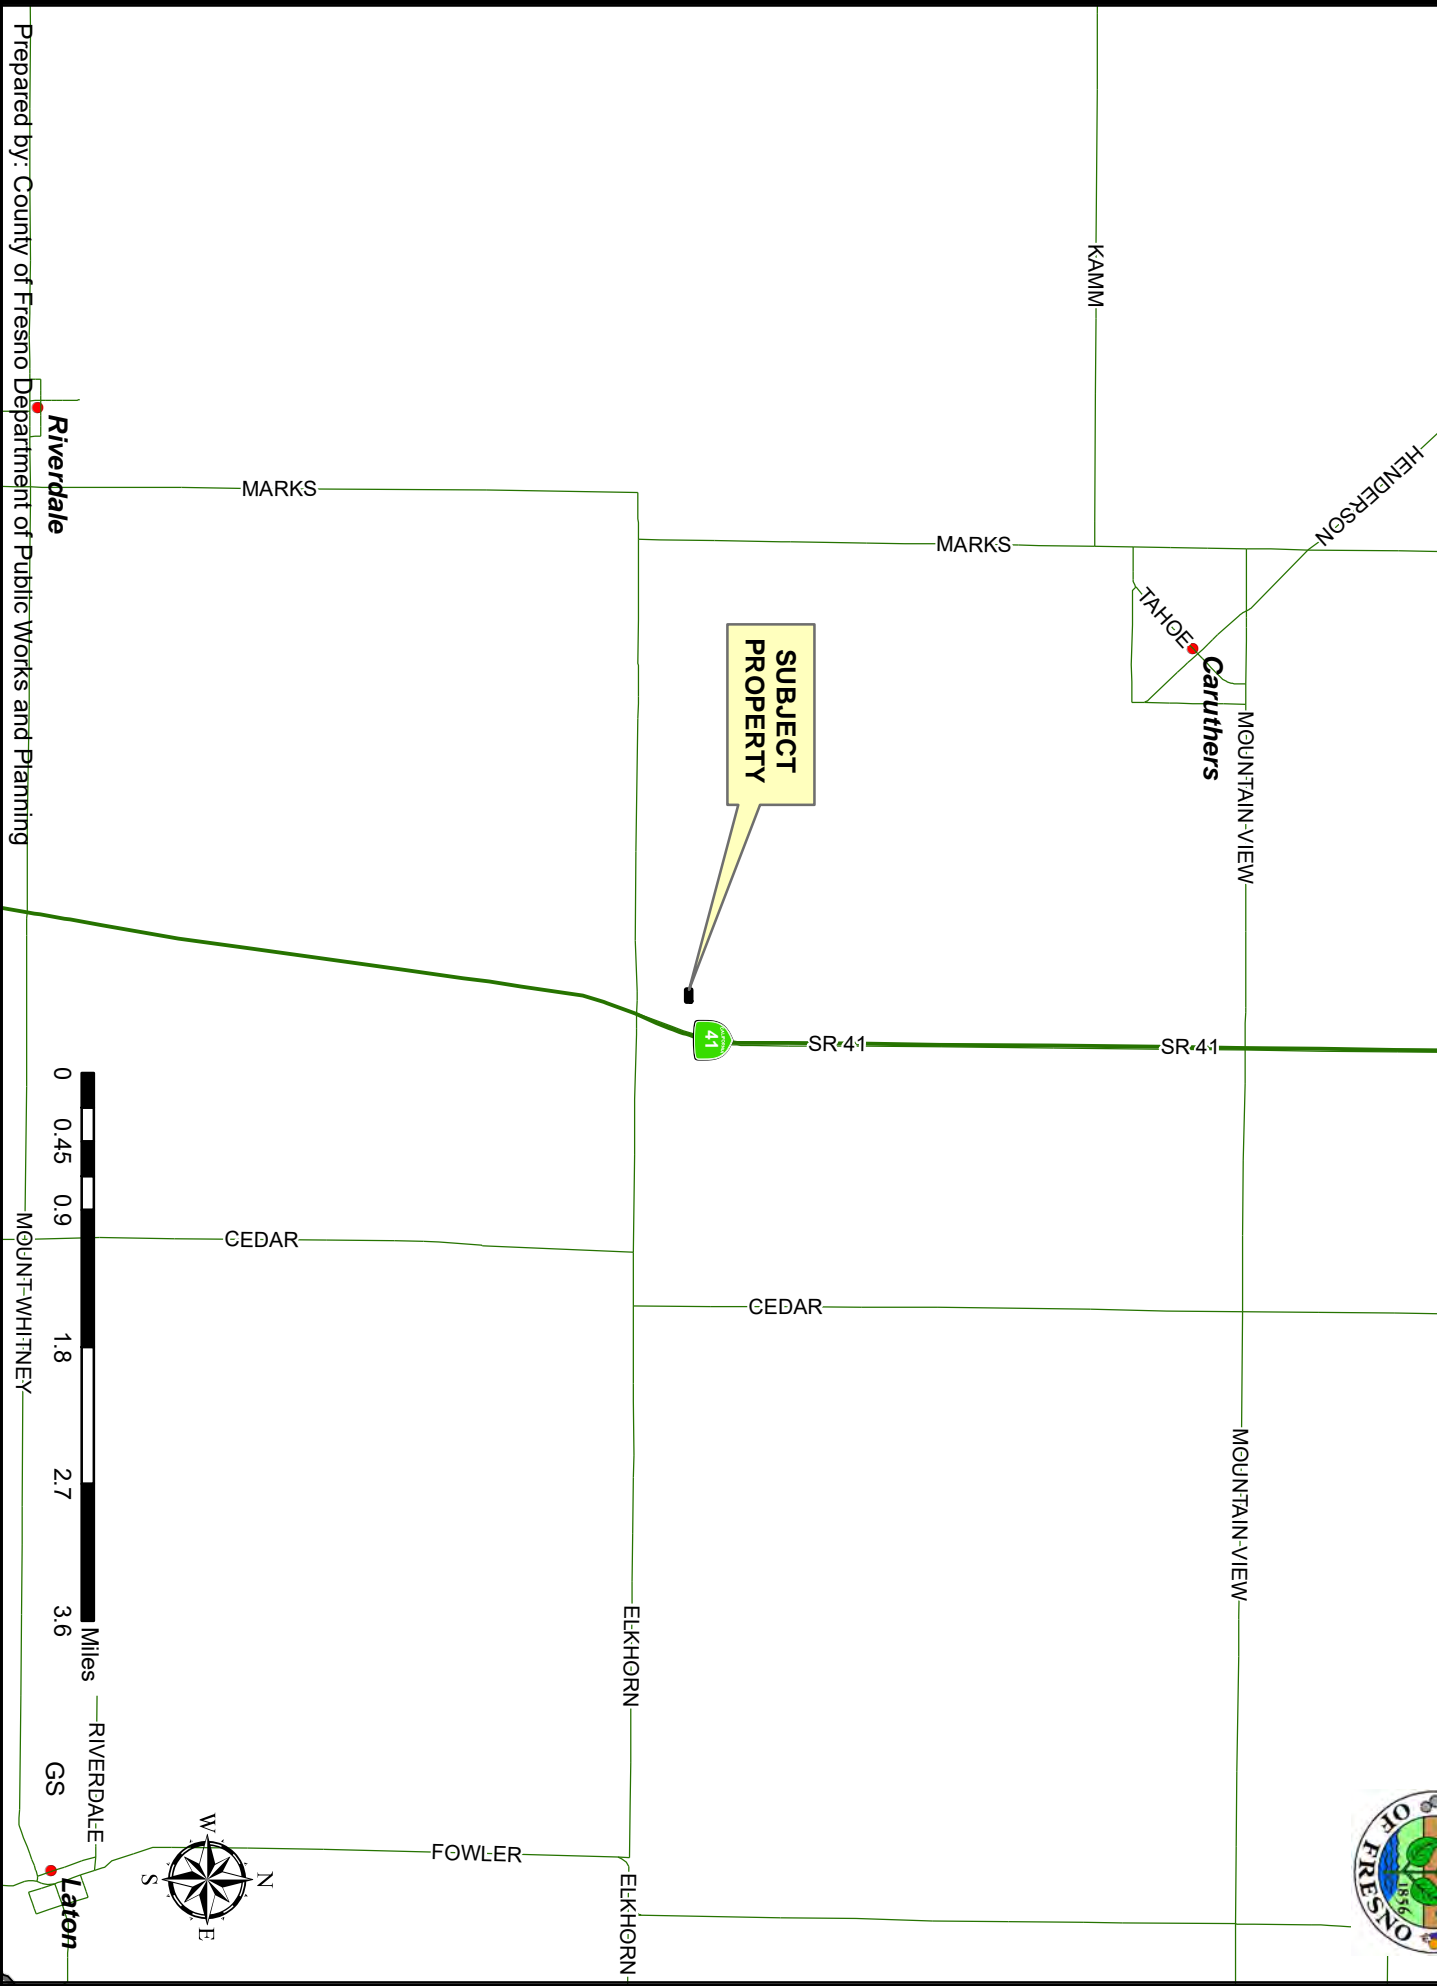 HENDERSON
KAMM
MARKS
MARKS
TAHOE
Caruthers
MOUNTAIN VIEW
MOUNTAIN VIEW
SUBJECT
PROPERTY
SR 41
SR 41
41
CEDAR
CEDAR
ELKHORN
ELKHORN
FOWLER
Riverdale
MOUNT WHITNEY
RIVERDALE
Laton
GS
N
W
E
S
0 0.45 0.9 1.8 2.7 3.6
Miles
OF FRESNO
1856
Prepared by: County of Fresno Department of Public Works and Planning